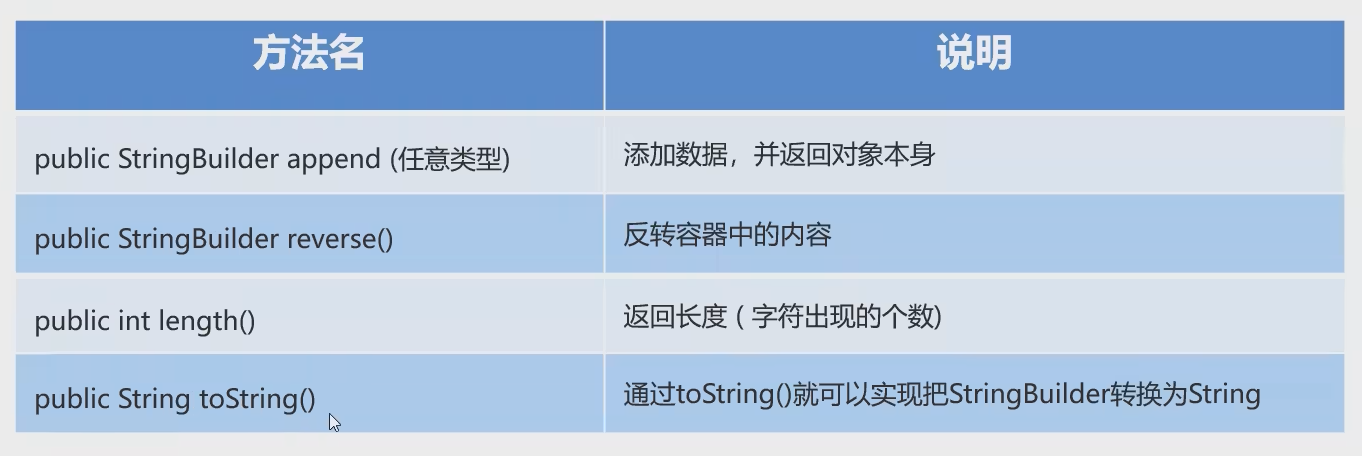 方法名
说明
public StringBuilder append (任意类型)
添加数据，并返回对象本身
public StringBuilder reverse()
反转容器中的内容
public int length()
返回长度 ( 字符出现的个数)
public String toString()
通过toString()就可以实现把StringBuilder转换为String